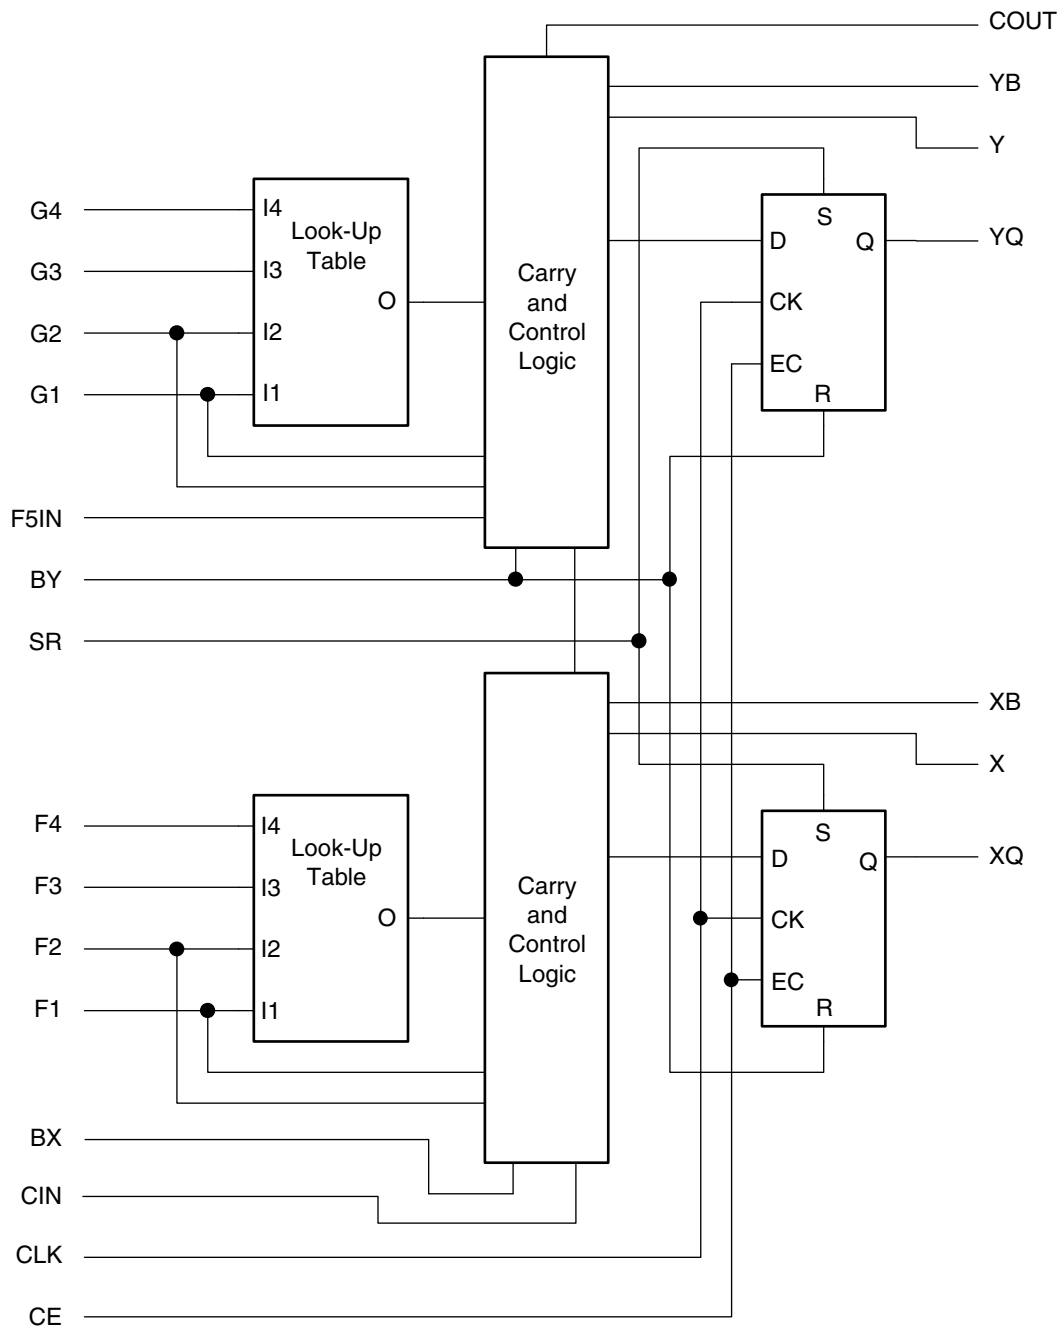 COUT
YB
Y
G4
I4
Look-Up
Table
S
D
Q
YQ
G3
I3
Carry
and
Control
Logic
O
CK
G2
I2
EC
G1
I1
R
F5IN
BY
SR
XB
X
F4
I4
Look-Up
Table
S
D
Q
XQ
F3
I3
Carry
and
Control
Logic
O
CK
F2
I2
EC
F1
I1
R
BX
CIN
CLK
CE